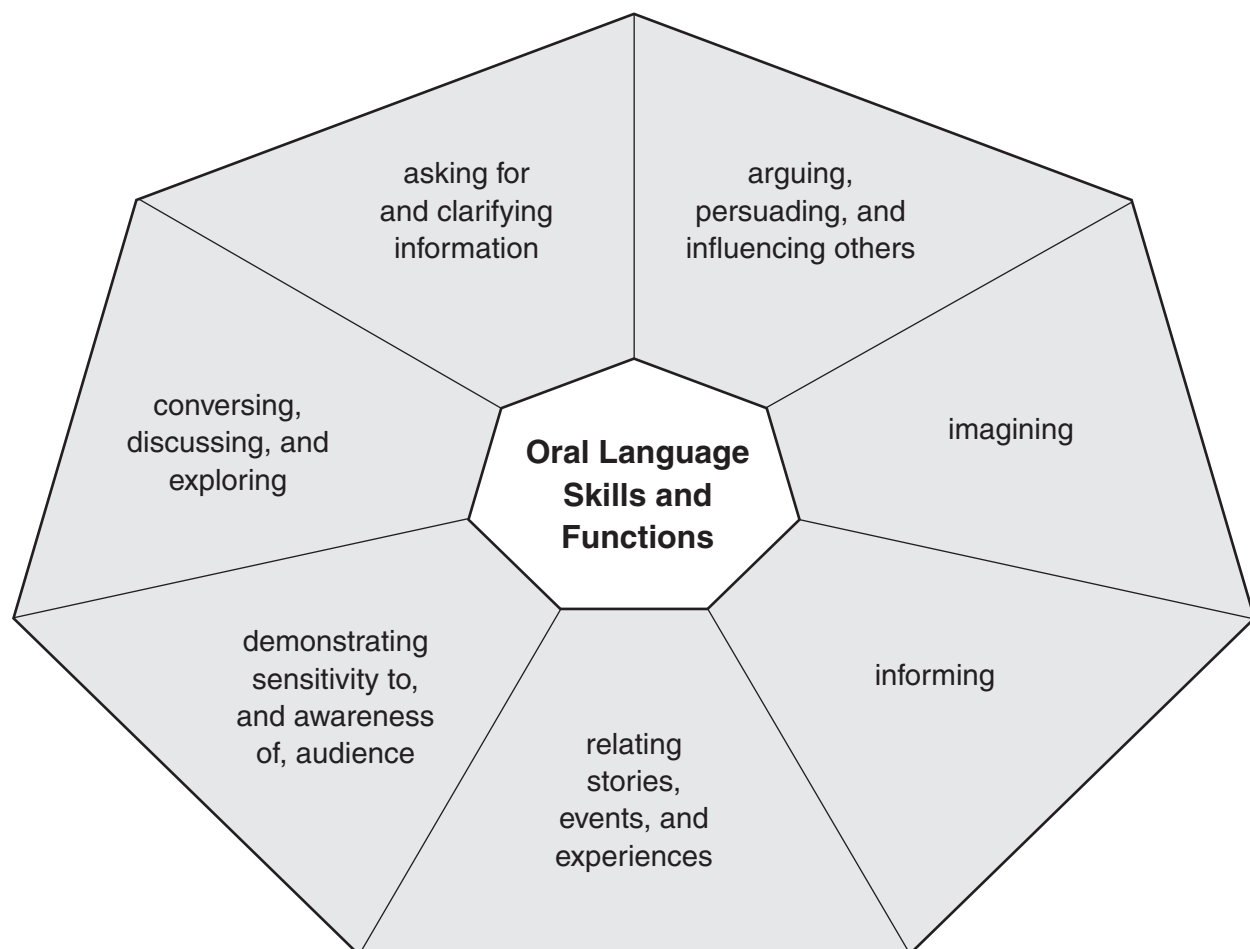 asking for
and clarifying
information
arguing,
persuading, and
influencing others
conversing,
discussing, and
exploring
Oral Language
Skills and
Functions
imagining
demonstrating
sensitivity to,
and awareness
of, audience
relating
stories,
events, and
experiences
informing